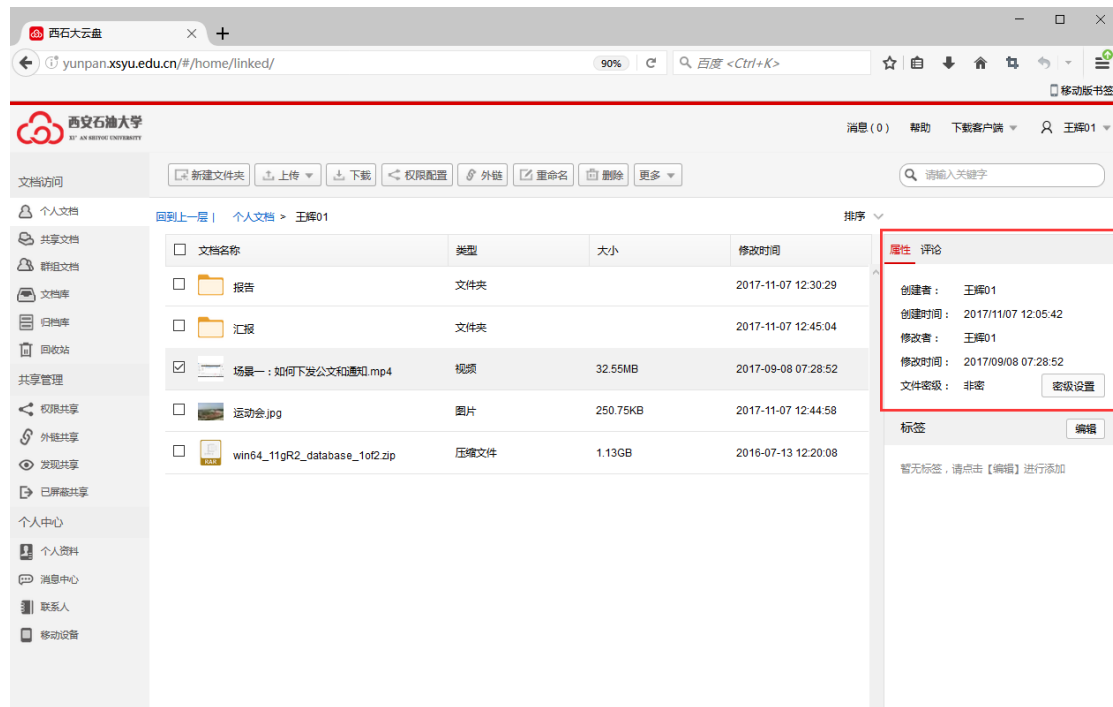 西石大云盘
yunpan.xsyu.edu.cn/#/home/linked/
90%
百度 <Ctrl+K>
移动版书签
西安石油大学
XI' AN SHIYOU UNIVERSITY
消息(0) 帮助 下载客户端 王辉01
文档访问
新建文件夹 上传 下载 权限配置 外链 重命名 删除 更多
请输入关键字
个人文档
共享文档
群组文档
文档库
归档库
回收站
共享管理
权限共享
外链共享
发现共享
已屏蔽共享
个人中心
个人资料
消息中心
联系人
移动设备
回到上一层 | 个人文档 > 王辉01
排序
文档名称 类型 大小 修改时间
报告 文件夹 2017-11-07 12:30:29
汇报 文件夹 2017-11-07 12:45:04
场景一：如何下发公文和通知.mp4 视频 32.55MB 2017-09-08 07:28:52
运动会.jpg 图片 250.75KB 2017-11-07 12:44:58
RAR
win64_11gR2_database_1of2.zip 压缩文件 1.13GB 2016-07-13 12:20:08
属性 评论
创建者： 王辉01
创建时间： 2017/11/07 12:05:42
修改者： 王辉01
修改时间： 2017/09/08 07:28:52
文件密级： 非密 密级设置
标签 编辑
暂无标签，请点击【编辑】进行添加